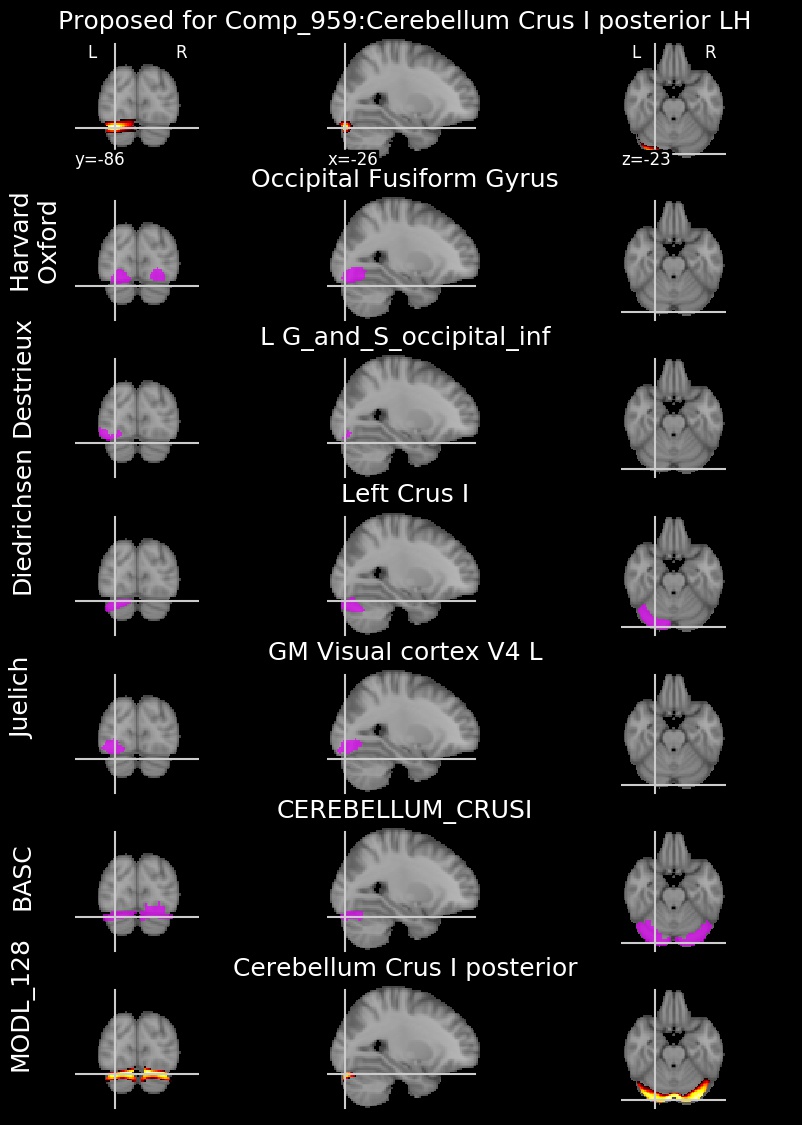 Proposed for Comp_959:Cerebellum Crus I posterior LH
L R L R
y=-86 x=-26 z=-23
Occipital Fusiform Gyrus
Harvard
Oxford
L G_and_S_occipital_inf
Destrieux
Left Crus I
Diedrichsen
GM Visual cortex V4 L
Juelich
CEREBELLUM_CRUSI
BASC
Cerebellum Crus I posterior
MODL_128